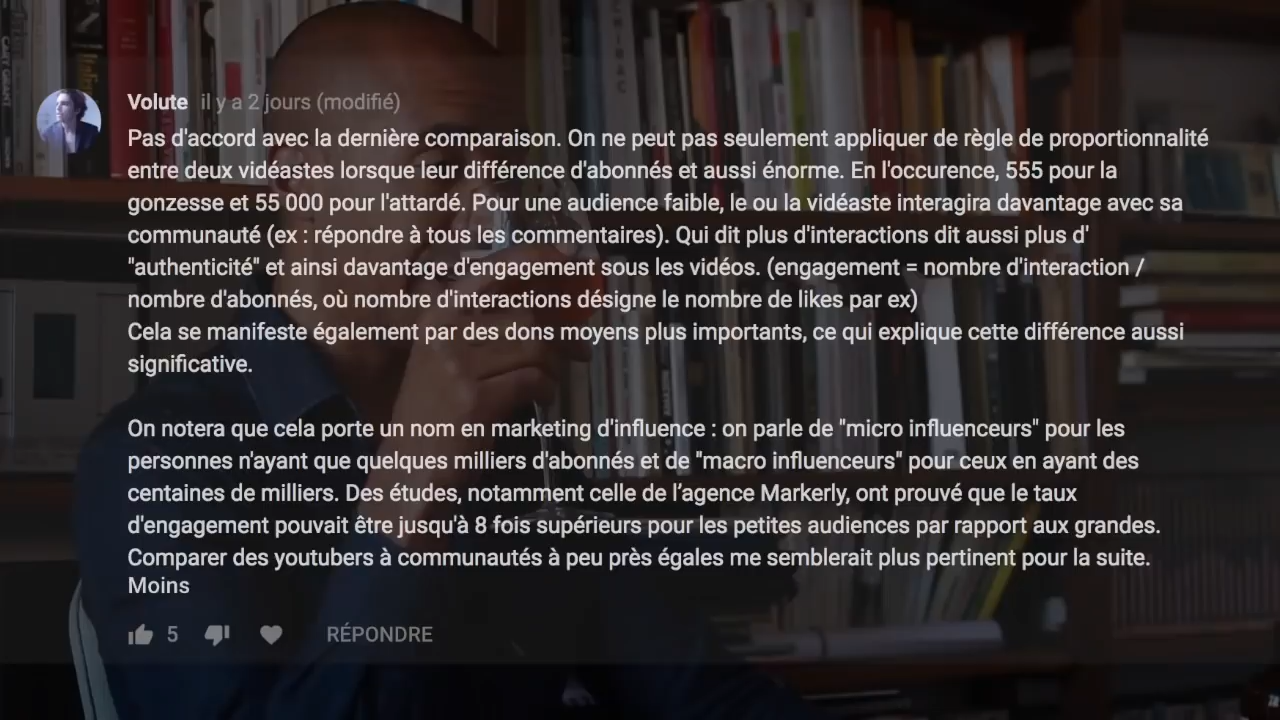 CARY GRANT
Volute il y a 2 jours (modifié)
Pas d'accord avec la dernière comparaison. On ne peut pas seulement appliquer de règle de proportionnalité
entre deux vidéastes lorsque leur différence d'abonnés et aussi énorme. En l'occurence, 555 pour la
gonzesse et 55 000 pour l'attardé. Pour une audience faible, le ou la vidéaste interagira davantage avec sa
communauté (ex : répondre à tous les commentaires). Qui dit plus d'interactions dit aussi plus d'
"authenticité" et ainsi davantage d'engagement sous les vidéos. (engagement = nombre d'interaction /
nombre d'abonnés, où nombre d'interactions désigne le nombre de likes par ex)
Cela se manifeste également par des dons moyens plus importants, ce qui explique cette différence aussi
significative.
On notera que cela porte un nom en marketing d'influence : on parle de "micro influenceurs" pour les
personnes n'ayant que quelques milliers d'abonnés et de "macro influenceurs" pour ceux en ayant des
centaines de milliers. Des études, notamment celle de l’agence Markerly, ont prouvé que le taux
d'engagement pouvait être jusqu'à 8 fois supérieurs pour les petites audiences par rapport aux grandes.
Comparer des youtubers à communautés à peu près égales me semblerait plus pertinent pour la suite.
Moins
5 RÉPONDRE